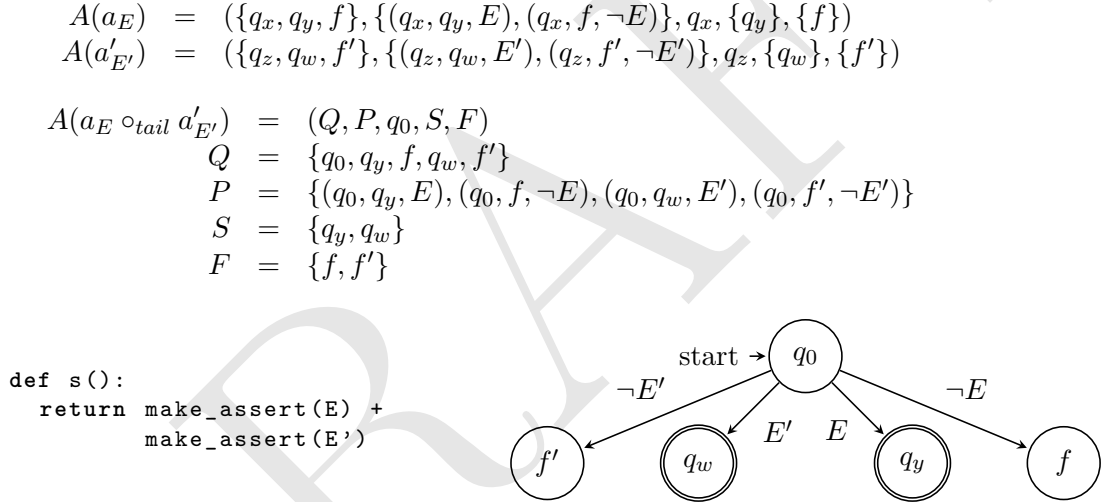 A(a_E) = ({q_x, q_y, f}, {(q_x, q_y, E), (q_x, f, ¬E)}, q_x, {q_y}, {f})
A(a'_{E'}) = ({q_z, q_w, f'}, {(q_z, q_w, E'), (q_z, f', ¬E')}, q_z, {q_w}, {f'})
A(a_E ∘_{tail} a'_{E'}) = (Q, P, q_0, S, F)
Q = {q_0, q_y, f, q_w, f'}
P = {(q_0, q_y, E), (q_0, f, ¬E), (q_0, q_w, E'), (q_0, f', ¬E')}
S = {q_y, q_w}
F = {f, f'}
def s():
return make_assert(E) +
make_assert(E')
start q_0
¬E' ¬E
E' E
f' q_w q_y f